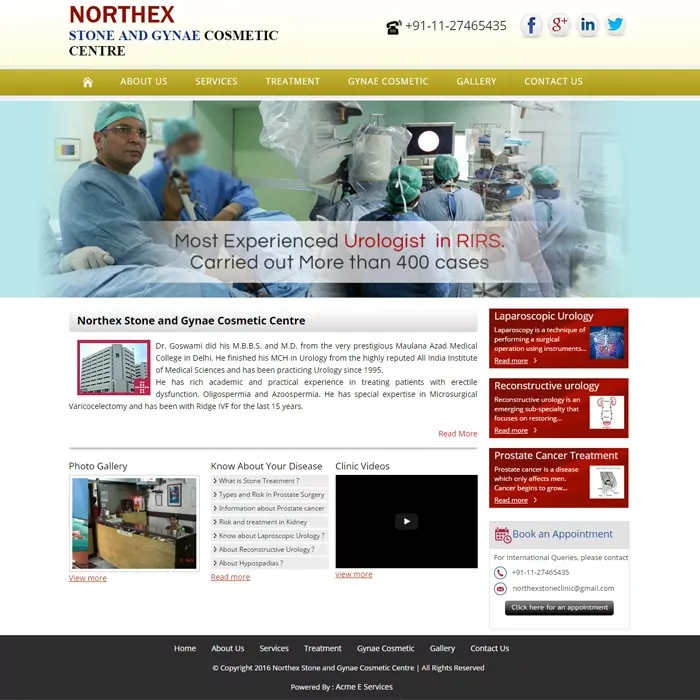 NORTHEX
STONE AND GYNAE COSMETIC
CENTRE
+91-11-27465435
ABOUT US SERVICES TREATMENT GYNAE COSMETIC GALLERY CONTACT US
Most Experienced Urologist in RIRS.
Carried out More than 400 cases
Northex Stone and Gynae Cosmetic Centre
Dr. Goswami did his M.B.B.S. and M.D. from the very prestigious Maulana Azad Medical
College in Delhi. He finished his MCH in Urology from the highly reputed All India Institute
of Medical Sciences and has been practicing Urology since 1995.
He has rich academic and practical experience in treating patients with erectile
dysfunction, Oligospermia and Azoospermia. He has special expertise in Microsurgical
Varicocelectomy and has been with Ridge IVF for the last 15 years.
Read More
Laparoscopic Urology
Laparoscopy is a technique of
performing a surgical
operation using instruments...
Read more
Reconstructive urology
Reconstructive urology is an
emerging sub-specialty that
focuses on restoring...
Read more
Prostate Cancer Treatment
Prostate cancer is a disease
which only affects men.
Cancer begins to grow...
Read more
Photo Gallery
View more
Know About Your Disease
What is Stone Treatment ?
Types and Risk in Prostate Surgery
Information about Prostate cancer
Risk and treatment in Kidney
Know about Laproscopic Urology ?
About Reconstructive Urology ?
About Hypospadias ?
Read more
Clinic Videos
view more
Book an Appointment
For international Queries, please contact
+91-11-27465435
northexstoneclinic@gmail.com
Click here for an appointment
Home About Us Services Treatment Gynae Cosmetic Gallery Contact Us
© Copyright 2016 Northex Stone and Gynae Cosmetic Centre | All Rights Reserved
Powered By : Acme E Services